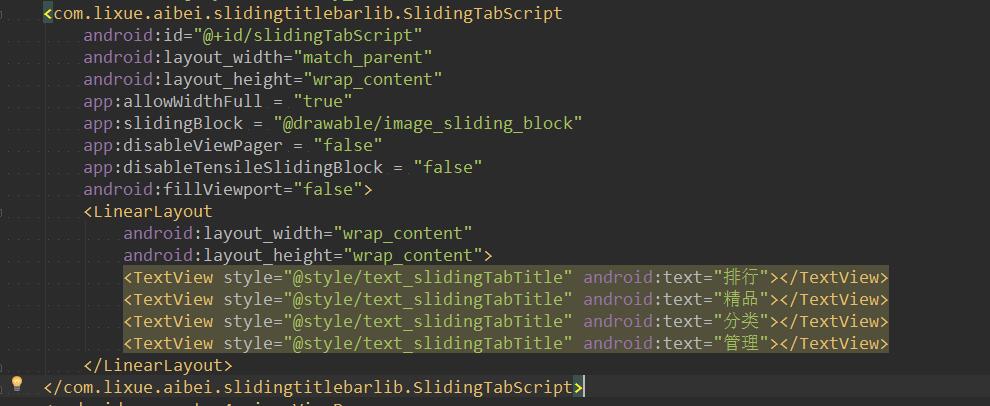 <com.lixue.aibei.slidingtitlebarlib.SlidingTabScript
android:id="@+id/slidingTabScript"
android:layout_width="match_parent"
android:layout_height="wrap_content"
app:allowWidthFull = "true"
app:slidingBlock = "@drawable/image_sliding_block"
app:disableViewPager = "false"
app:disableTensileSlidingBlock = "false"
android:fillViewport="false">
<LinearLayout
android:layout_width="wrap_content"
android:layout_height="wrap_content">
<TextView style="@style/text_slidingTabTitle" android:text="排行"></TextView>
<TextView style="@style/text_slidingTabTitle" android:text="精品"></TextView>
<TextView style="@style/text_slidingTabTitle" android:text="分类"></TextView>
<TextView style="@style/text_slidingTabTitle" android:text="管理"></TextView>
</LinearLayout>
</com.lixue.aibei.slidingtitlebarlib.SlidingTabScript>